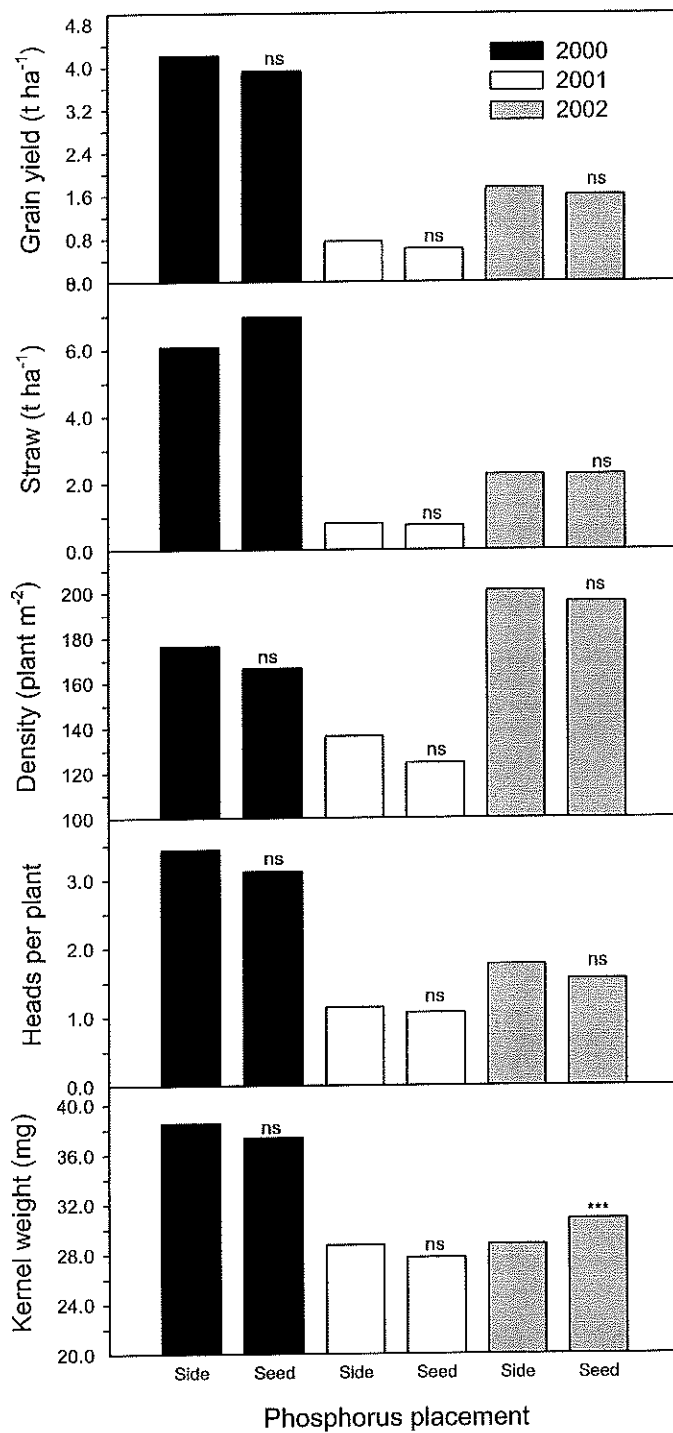 4.8
4.0
3.2
2.4
1.6
0.8
Grain yield (t ha⁻¹)
ns
ns
ns
2000
2001
2002
6.0
4.0
2.0
0.0
Straw (t ha⁻¹)
ns
ns
200
180
160
140
120
100
Density (plant m⁻²)
ns
ns
ns
3.0
2.0
1.0
0.0
Heads per plant
ns
ns
ns
40.0
36.0
32.0
28.0
24.0
20.0
Kernel weight (mg)
ns
ns
***
Side Seed Side Seed Side Seed
Phosphorus placement